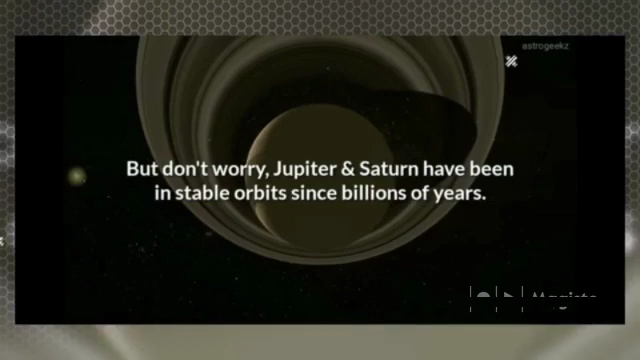 astrogeekz
But don't worry, Jupiter & Saturn have been
in stable orbits since billions of years.